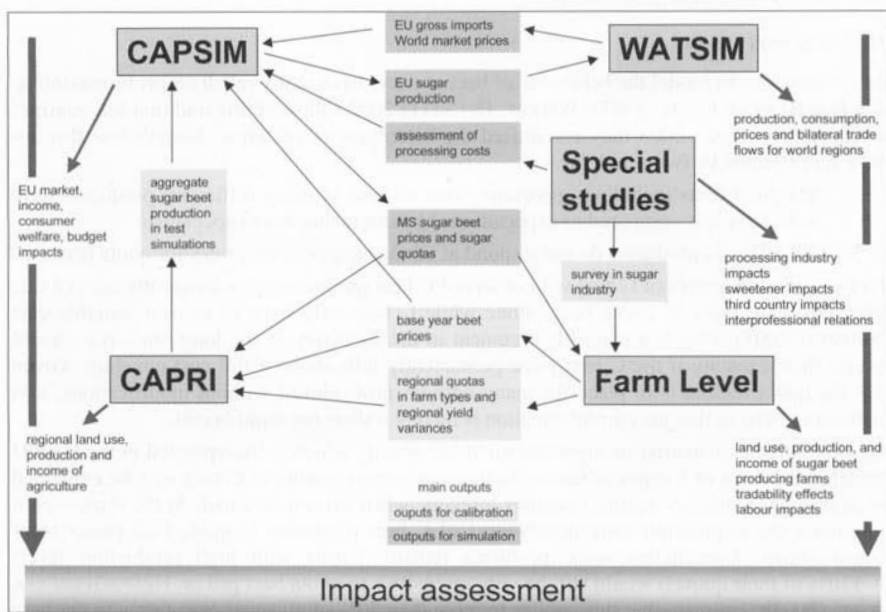 CAPSIM
EU gross imports
World market prices
WATSIM
EU sugar
production
production, consumption,
prices and bilateral trade
flows for world regions
assessment of
processing costs
Special
studies
EU market,
income,
consumer
welfare, budget
impacts
aggregate
sugar beet
production
in test
simulations
MS sugar beet
prices and sugar
quotas
survey in sugar
industry
processing industry
impacts
sweetener impacts
third country impacts
interprofessional relations
base year beet
prices
CAPRI
regional quotas
in farm types and
regional yield
variances
Farm Level
regional land use,
production and
income of
agriculture
land use, production, and
income of sugar beet
producing farms
tradability effects
labour impacts
main outputs
outputs for calibration
outputs for simulation
Impact assessment